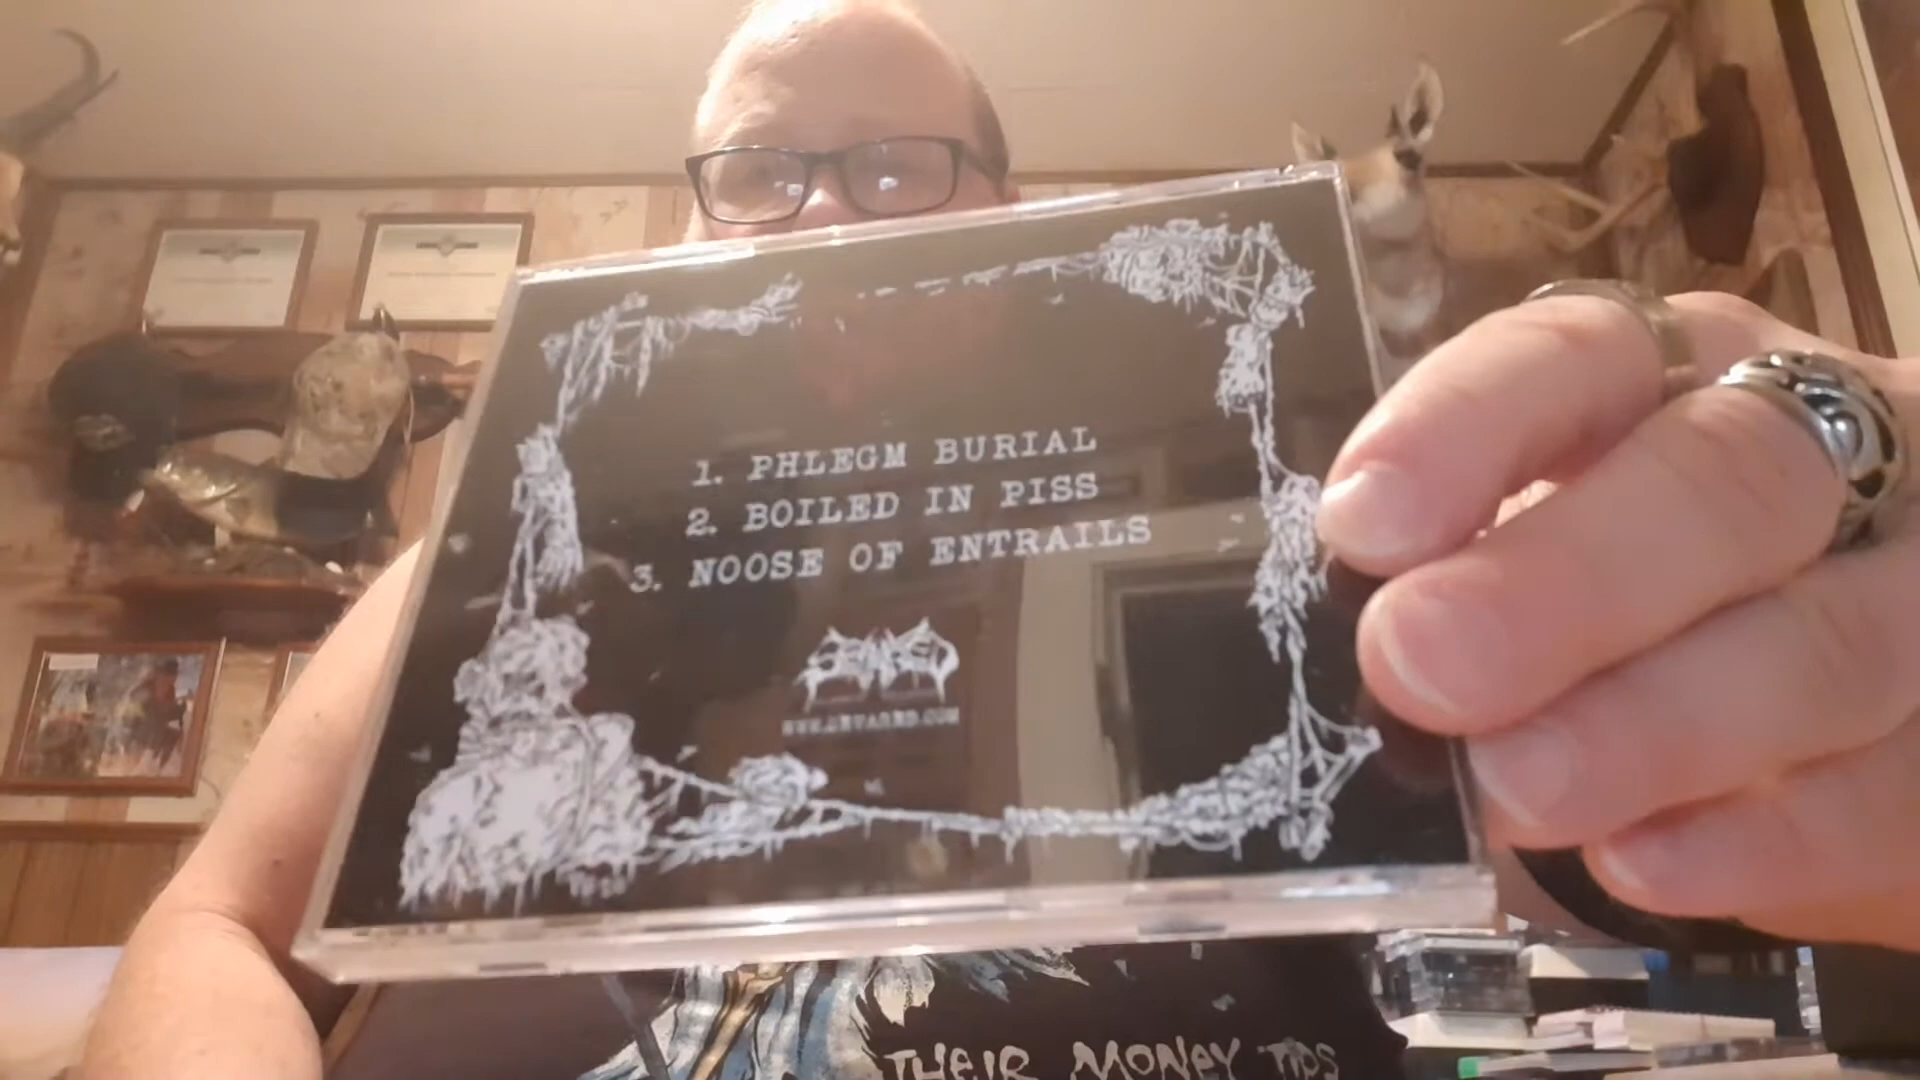 1. PHLEGM BURIAL
2. BOILED IN PISS
3. NOOSE OF ENTRAILS
THEIR MONEY TIPS